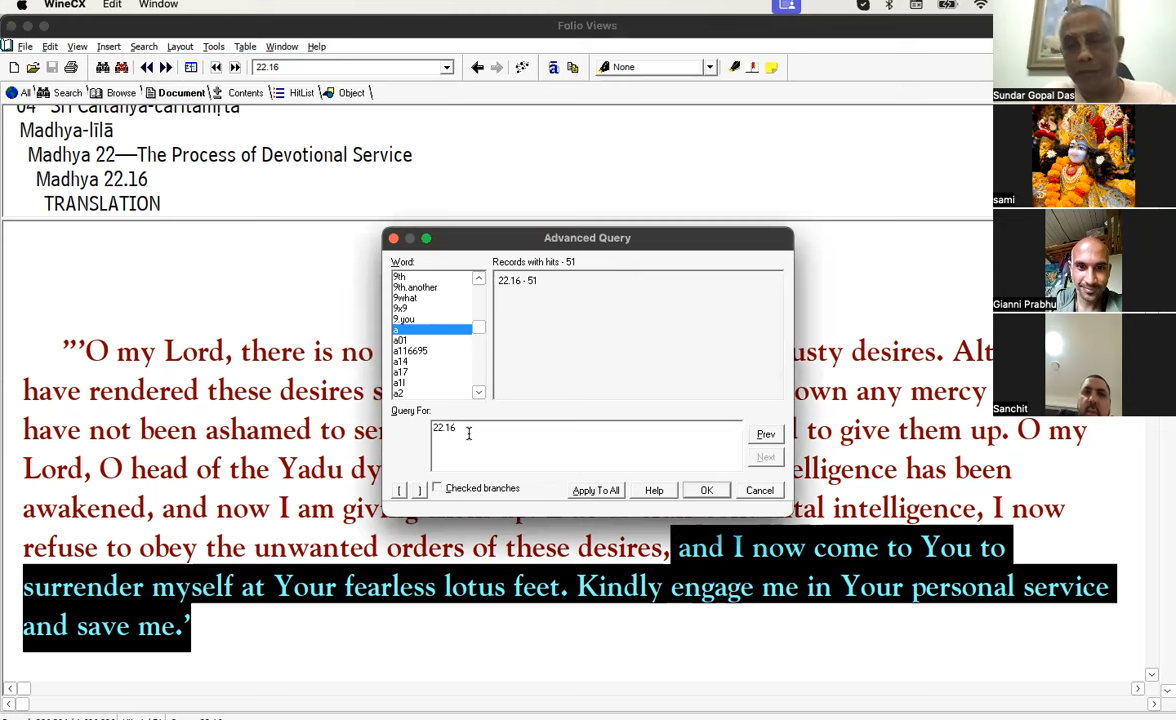 WineCX Edit Window
Folio Views
File Edit View Insert Search Layout Tools Table Window Help
22.16 None
All Search Browse Document Contents HitList Object
04 Sri Caitanya-caritamrta
Madhya-līlā
Madhya 22—The Process of Devotional Service
Madhya 22.16
TRANSLATION
Advanced Query
Word:
Records with hits - 51
9th
9th.another
9what
9x9
9.you
a
a01
a116695
a14
a17
a1l
a2
22.16 - 51
Query For:
22.16
Prev
Next
[ ] Checked branches Apply To All Help OK Cancel
"'O my Lord, there is no usty desires. Alt
have rendered these desires s own any mercy
have not been ashamed to se d to give them up. O my
Lord, O head of the Yadu dy elligence has been
awakened, and now I am givi tal intelligence, I now
refuse to obey the unwanted orders of these desires, and I now come to You to
surrender myself at Your fearless lotus feet. Kindly engage me in Your personal service
and save me.'
Sundar Gopal Das
sami
Gianni Prabhu
Sanchit